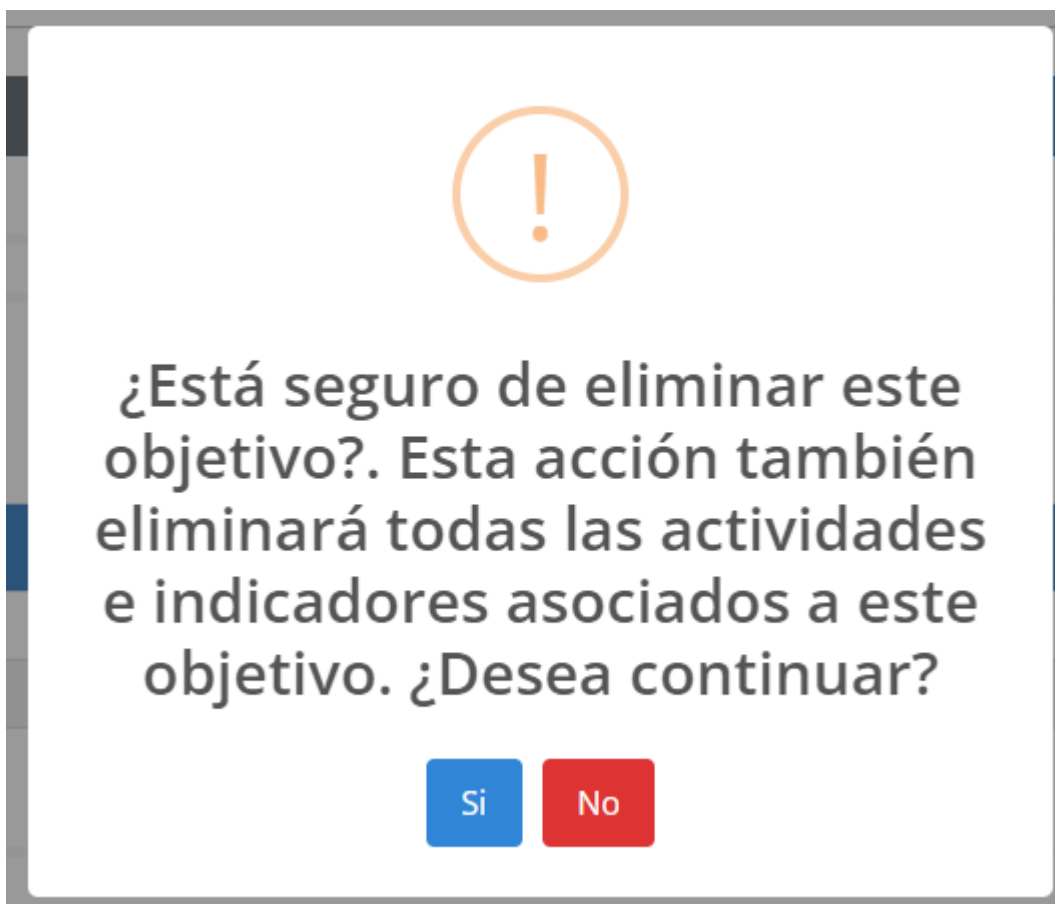 !
¿Está seguro de eliminar este
objetivo?. Esta acción también
eliminará todas las actividades
e indicadores asociados a este
objetivo. ¿Desea continuar?
Si No